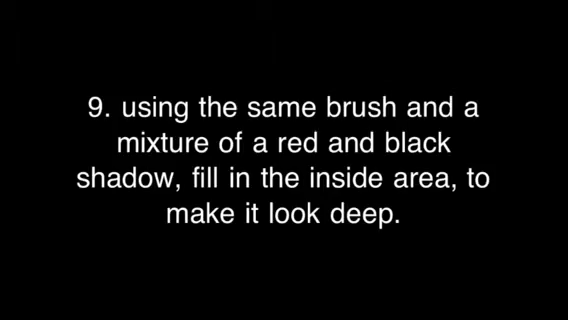 9. using the same brush and a
mixture of a red and black
shadow, fill in the inside area, to
make it look deep.